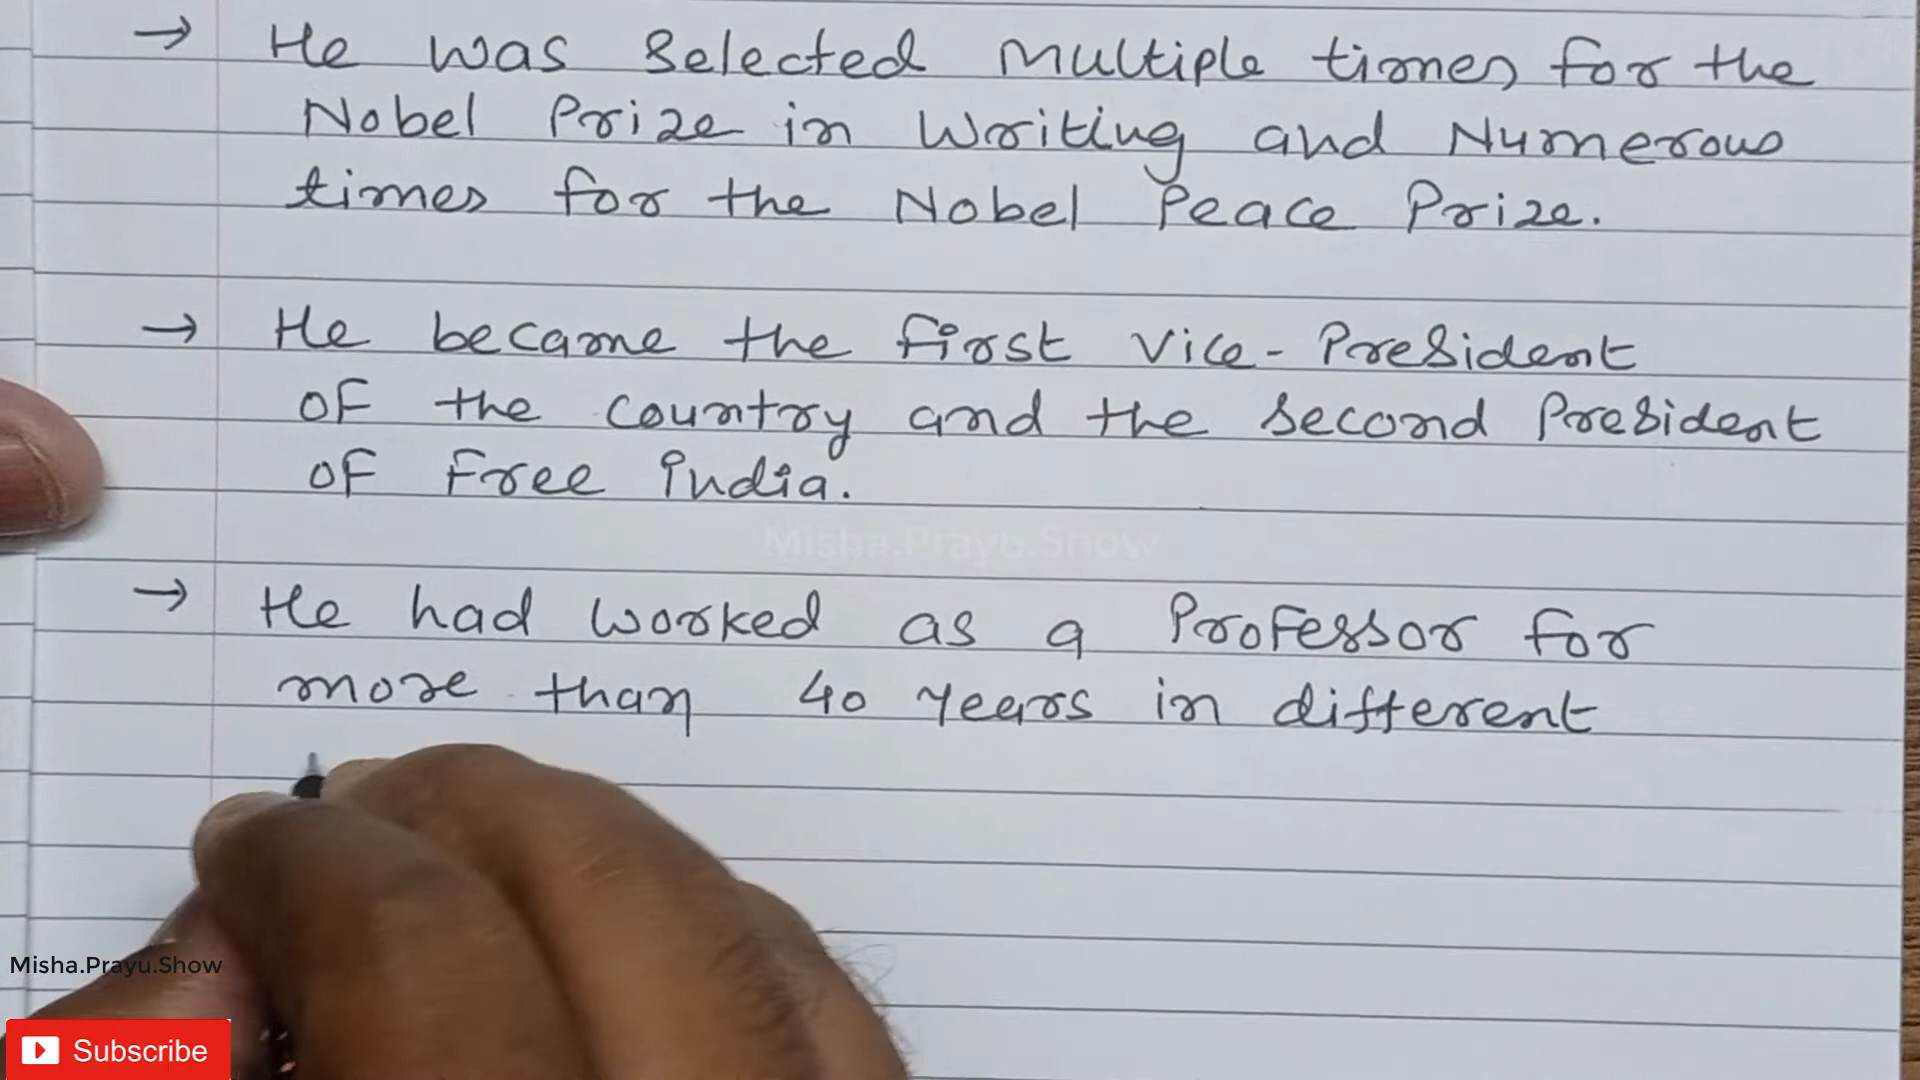 → He was selected multiple times for the
Nobel Prize in Writing and Numerous
times for the Nobel Peace Prize.
→ He became the first Vice-President
of the country and the second President
of Free india.
Misha.Prayu.Show
→ He had worked as a Professor for
more than 40 years in different
Misha.Prayu.Show
Subscribe